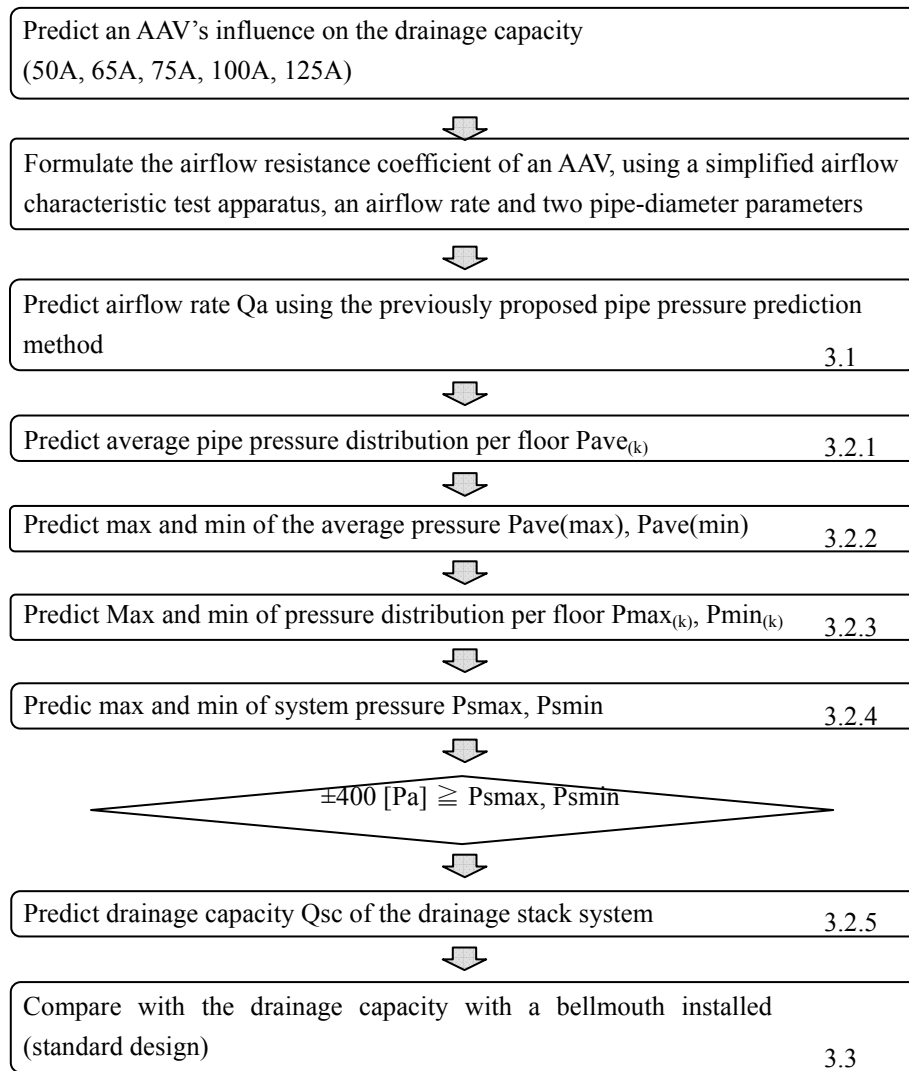 Predict an AAV's influence on the drainage capacity
(50A, 65A, 75A, 100A, 125A)
Formulate the airflow resistance coefficient of an AAV, using a simplified airflow
characteristic test apparatus, an airflow rate and two pipe-diameter parameters
Predict airflow rate Qa using the previously proposed pipe pressure prediction
method
3.1
Predict average pipe pressure distribution per floor Pave(k)
3.2.1
Predict max and min of the average pressure Pave(max), Pave(min)
3.2.2
Predict Max and min of pressure distribution per floor Pmax(k), Pmin(k)
3.2.3
Predic max and min of system pressure Psmax, Psmin
3.2.4
±400 [Pa] ≧ Psmax, Psmin
Predict drainage capacity Qsc of the drainage stack system
3.2.5
Compare with the drainage capacity with a bellmouth installed
(standard design)
3.3